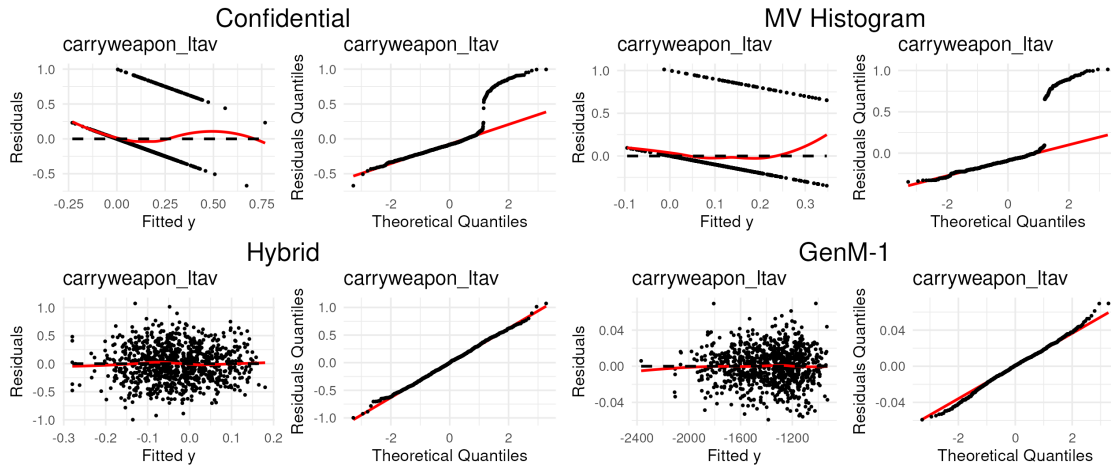 Confidential
carryweapon_ltav
Residuals
1.0
0.5
0.0
-0.5
-0.25
0.00
0.25
0.50
0.75
Fitted y
carryweapon_ltav
Residuals Quantiles
1.0
0.5
0.0
-0.5
-2
0
2
Theoretical Quantiles
MV Histogram
carryweapon_ltav
Residuals
1.0
0.5
0.0
-0.1
0.0
0.1
0.2
0.3
Fitted y
carryweapon_ltav
Residuals Quantiles
1.0
0.5
0.0
-2
0
2
Theoretical Quantiles
Hybrid
carryweapon_ltav
Residuals
1.0
0.5
0.0
-0.5
-1.0
-0.3
-0.2
-0.1
0.0
0.1
0.2
Fitted y
carryweapon_ltav
Residuals Quantiles
1.0
0.5
0.0
-0.5
-1.0
-2
0
2
Theoretical Quantiles
GenM-1
carryweapon_ltav
Residuals
0.04
0.00
-0.04
-2400
-2000
-1600
-1200
Fitted y
carryweapon_ltav
Residuals Quantiles
0.04
0.00
-0.04
-2
0
2
Theoretical Quantiles